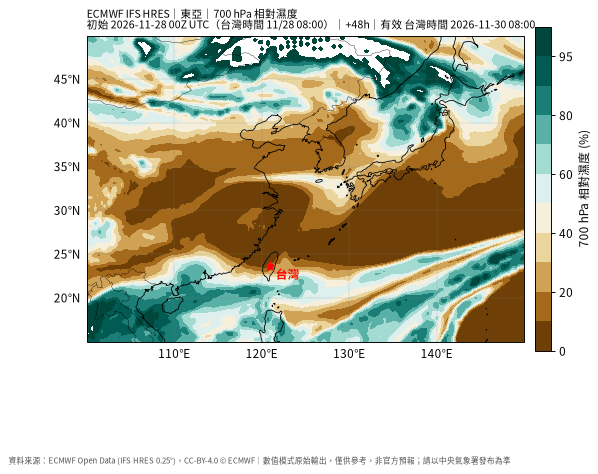 ECMWF IFS HRES｜東亞｜700 hPa 相對濕度
初始 2026-11-28 00Z UTC（台灣時間 11/28 08:00）｜+48h｜有效 台灣時間 2026-11-30 08:00
45°N
40°N
35°N
30°N
25°N
20°N
110°E
120°E
130°E
140°E
台灣
95
80
60
40
20
0
700 hPa 相對濕度 (%)
資料來源：ECMWF Open Data (IFS HRES 0.25°)，CC-BY-4.0 © ECMWF｜數值模式原始輸出，僅供參考，非官方預報；請以中央氣象署發布為準